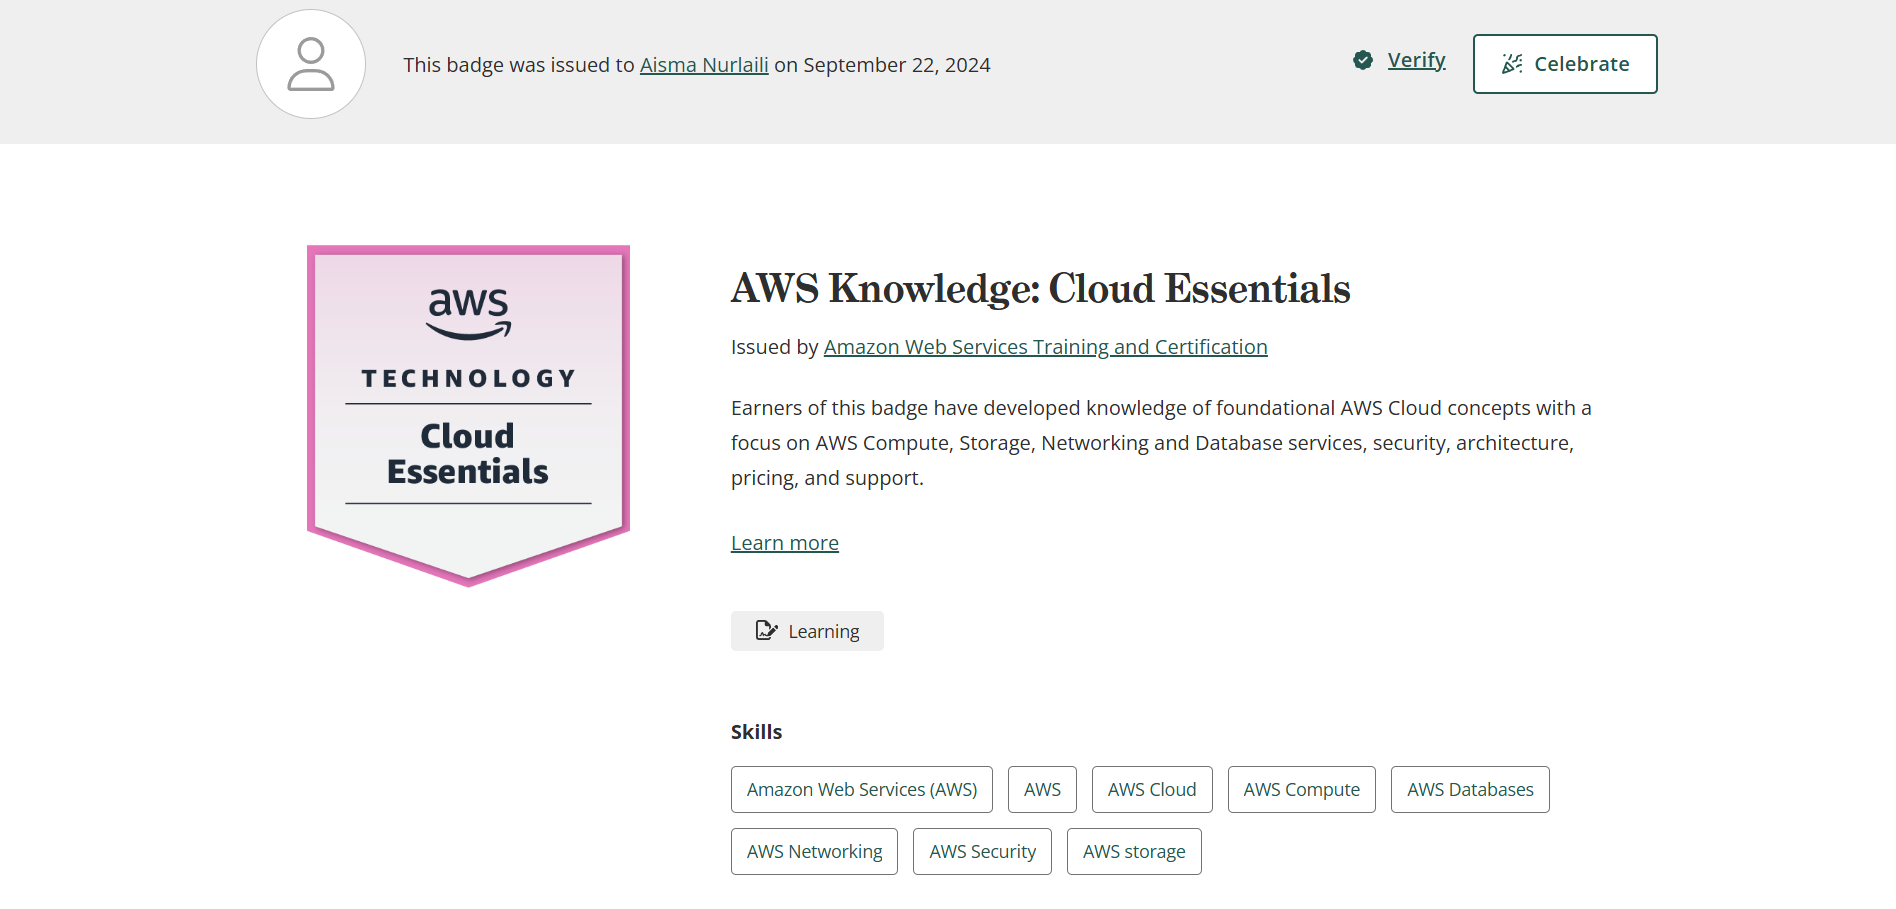 This badge was issued to Aisma Nurlaili on September 22, 2024
Verify
Celebrate
aws
TECHNOLOGY
Cloud
Essentials
AWS Knowledge: Cloud Essentials
Issued by Amazon Web Services Training and Certification
Earners of this badge have developed knowledge of foundational AWS Cloud concepts with a
focus on AWS Compute, Storage, Networking and Database services, security, architecture,
pricing, and support.
Learn more
Learning
Skills
Amazon Web Services (AWS) AWS AWS Cloud AWS Compute AWS Databases
AWS Networking AWS Security AWS storage